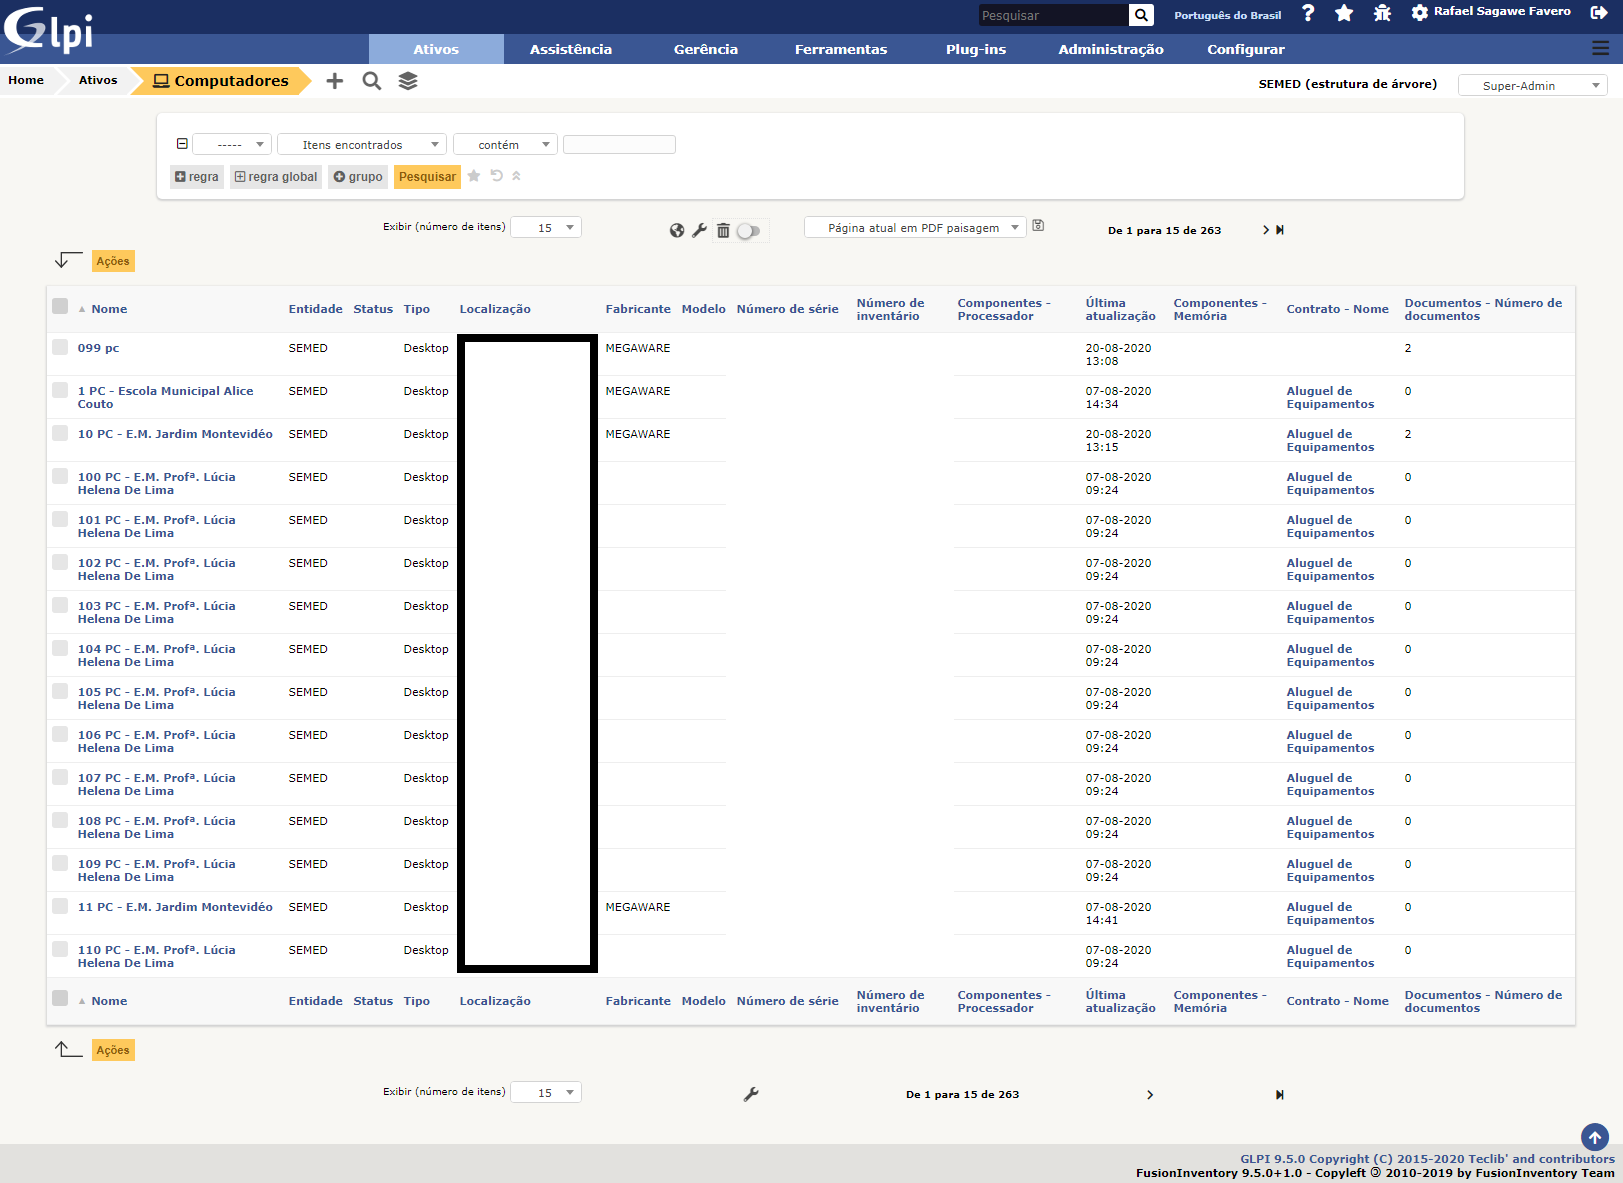 Glpi
Pesquisar
Português do Brasil
Rafael Sagawe Favero
Ativos Assistência Gerência Ferramentas Plug-ins Administração Configurar
Home Ativos Computadores
SEMED (estrutura de árvore) Super-Admin
----- Itens encontrados contém
regra regra global grupo Pesquisar
Exibir (número de itens) 15 Página atual em PDF paisagem De 1 para 15 de 263
Ações
Nome Entidade Status Tipo Localização Fabricante Modelo Número de série Número de inventário Componentes - Processador Última atualização Componentes - Memória Contrato - Nome Documentos - Número de documentos
099 pc SEMED Desktop MEGAWARE 20-08-2020 13:08 2
1 PC - Escola Municipal Alice Couto SEMED Desktop MEGAWARE 07-08-2020 14:34 Aluguel de Equipamentos 0
10 PC - E.M. Jardim Montevidéo SEMED Desktop MEGAWARE 20-08-2020 13:15 Aluguel de Equipamentos 2
100 PC - E.M. Profª. Lúcia Helena De Lima SEMED Desktop 07-08-2020 09:24 Aluguel de Equipamentos 0
101 PC - E.M. Profª. Lúcia Helena De Lima SEMED Desktop 07-08-2020 09:24 Aluguel de Equipamentos 0
102 PC - E.M. Profª. Lúcia Helena De Lima SEMED Desktop 07-08-2020 09:24 Aluguel de Equipamentos 0
103 PC - E.M. Profª. Lúcia Helena De Lima SEMED Desktop 07-08-2020 09:24 Aluguel de Equipamentos 0
104 PC - E.M. Profª. Lúcia Helena De Lima SEMED Desktop 07-08-2020 09:24 Aluguel de Equipamentos 0
105 PC - E.M. Profª. Lúcia Helena De Lima SEMED Desktop 07-08-2020 09:24 Aluguel de Equipamentos 0
106 PC - E.M. Profª. Lúcia Helena De Lima SEMED Desktop 07-08-2020 09:24 Aluguel de Equipamentos 0
107 PC - E.M. Profª. Lúcia Helena De Lima SEMED Desktop 07-08-2020 09:24 Aluguel de Equipamentos 0
108 PC - E.M. Profª. Lúcia Helena De Lima SEMED Desktop 07-08-2020 09:24 Aluguel de Equipamentos 0
109 PC - E.M. Profª. Lúcia Helena De Lima SEMED Desktop 07-08-2020 09:24 Aluguel de Equipamentos 0
11 PC - E.M. Jardim Montevidéo SEMED Desktop MEGAWARE 07-08-2020 14:41 Aluguel de Equipamentos 0
110 PC - E.M. Profª. Lúcia Helena De Lima SEMED Desktop 07-08-2020 09:24 Aluguel de Equipamentos 0
Nome Entidade Status Tipo Localização Fabricante Modelo Número de série Número de inventário Componentes - Processador Última atualização Componentes - Memória Contrato - Nome Documentos - Número de documentos
Ações
Exibir (número de itens) 15 De 1 para 15 de 263
GLPI 9.5.0 Copyright (C) 2015-2020 Teclib' and contributors
FusionInventory 9.5.0+1.0 - Copyleft 🄯 2010-2019 by FusionInventory Team